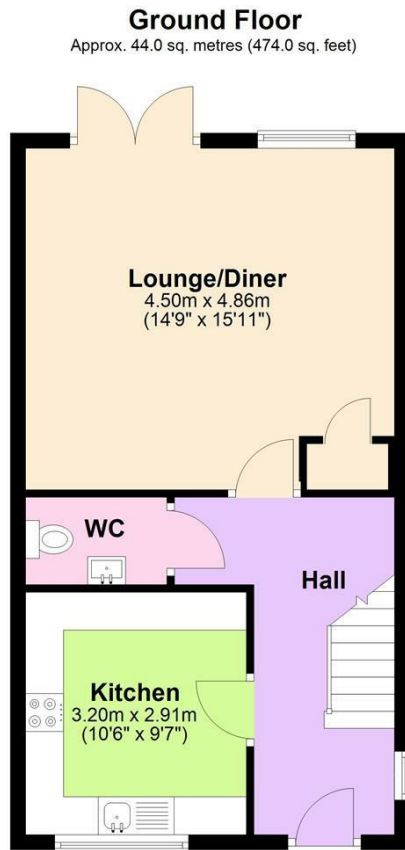 Ground Floor
Approx. 44.0 sq. metres (474.0 sq. feet)
Lounge/Diner
4.50m x 4.86m
(14'9" x 15'11")
WC
Hall
Kitchen
3.20m x 2.91m
(10'6" x 9'7")